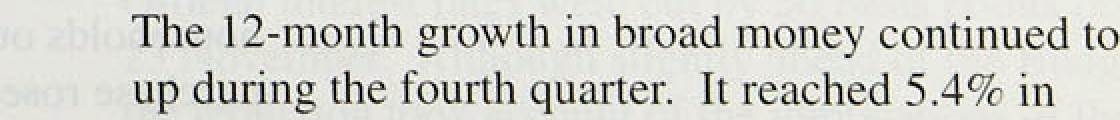 The 12-month growth in broad money continued to
up during the fourth quarter. It reached 5.4% in